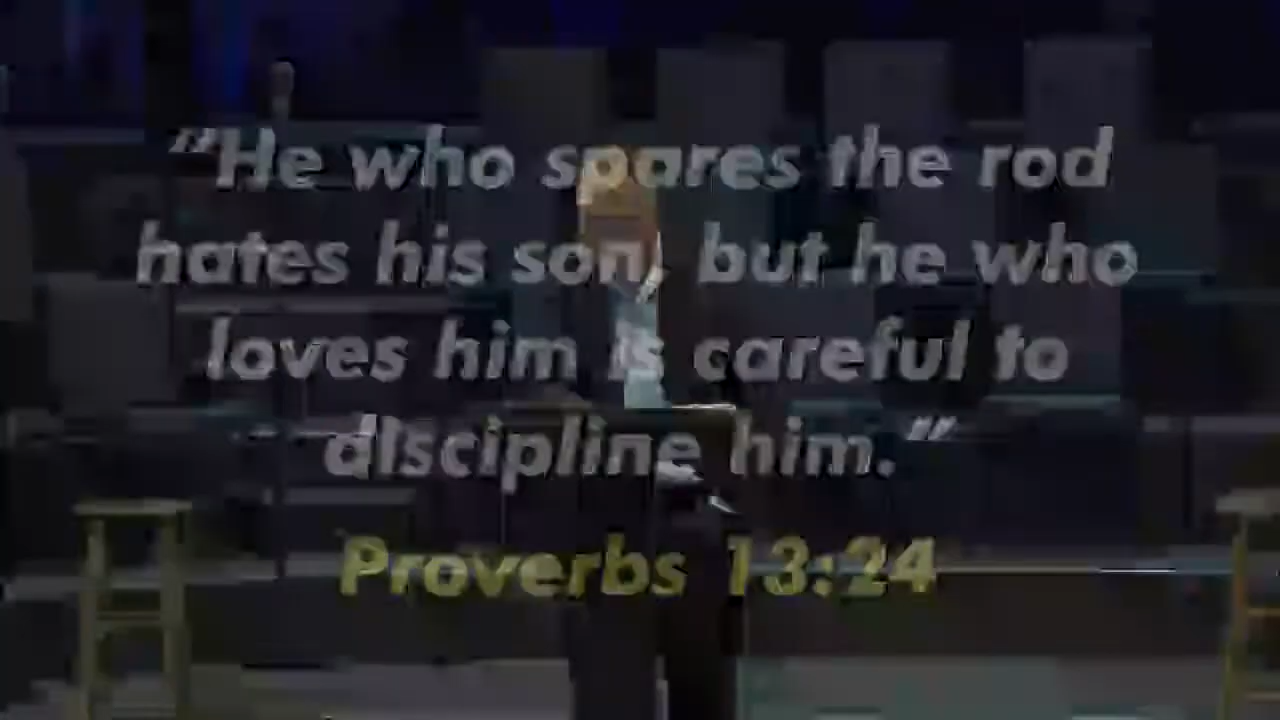 "He who spares the rod
hates his son, but he who
loves him is careful to
discipline him."
Proverbs 13:24